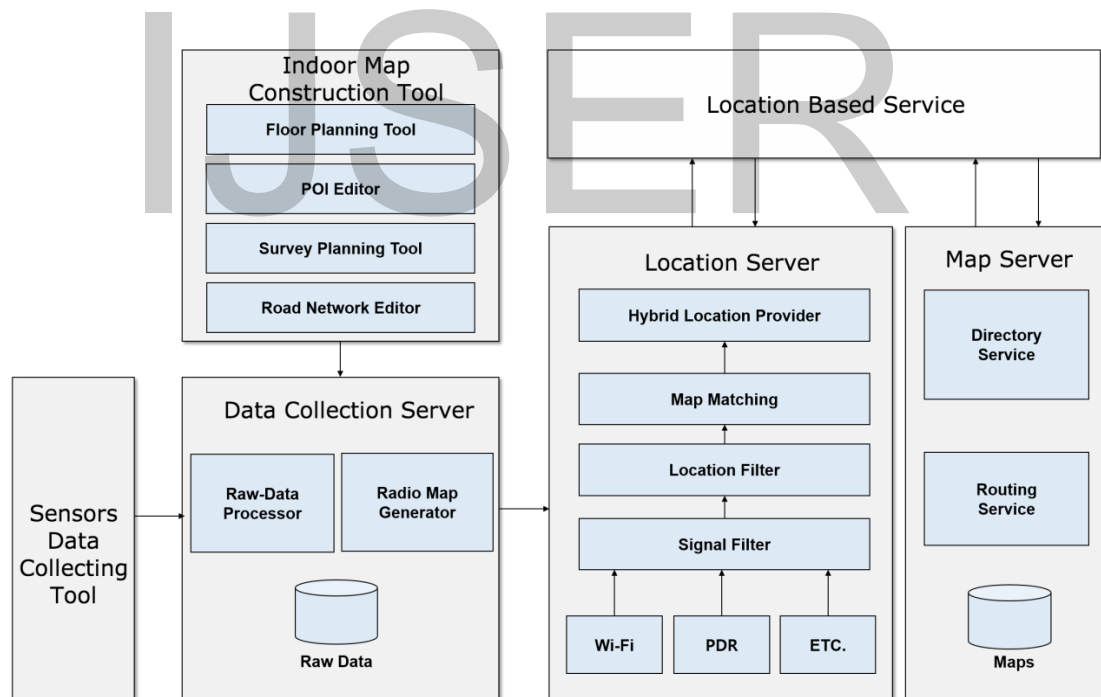 IJSER
Indoor Map
Construction Tool
Floor Planning Tool
POI Editor
Survey Planning Tool
Road Network Editor
Location Based Service
Sensors
Data
Collecting
Tool
Data Collection Server
Raw-Data
Processor
Radio Map
Generator
Raw Data
Location Server
Hybrid Location Provider
Map Matching
Location Filter
Signal Filter
Wi-Fi
PDR
ETC.
Map Server
Directory
Service
Routing
Service
Maps